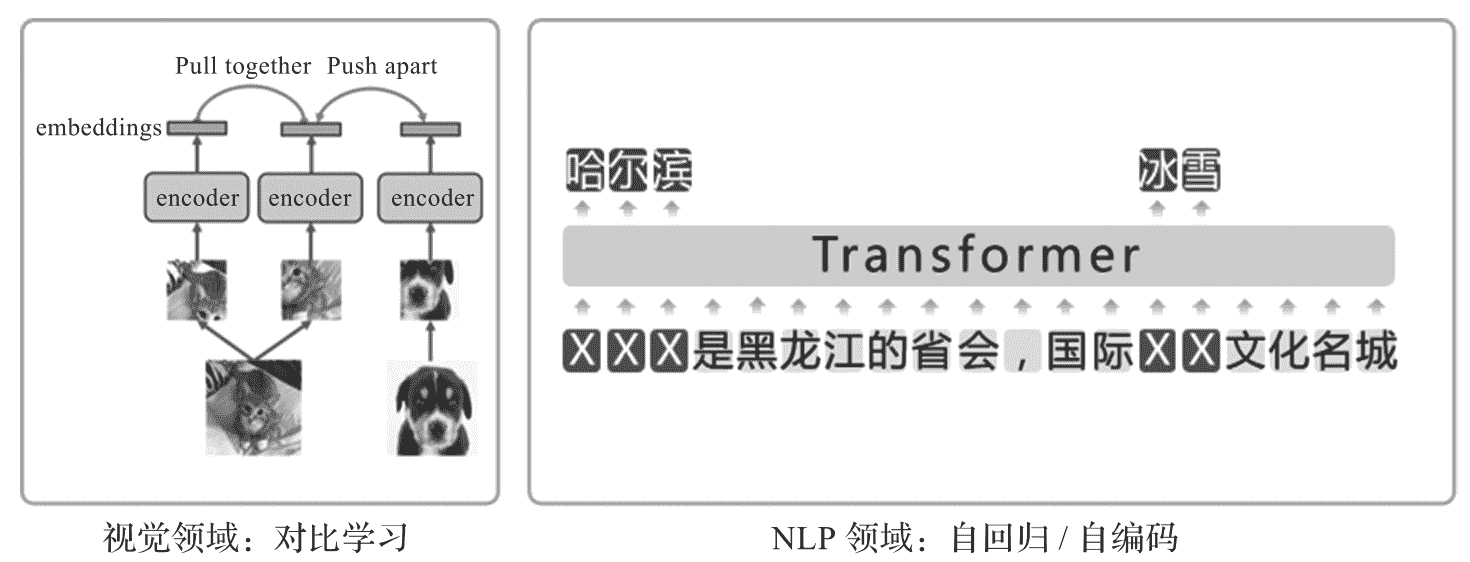 Pull together Push apart
embeddings
encoder encoder encoder
视觉领域：对比学习
哈尔滨 冰雪
Transformer
XXX是黑龙江的省会，国际XX文化名城
NLP 领域：自回归 / 自编码